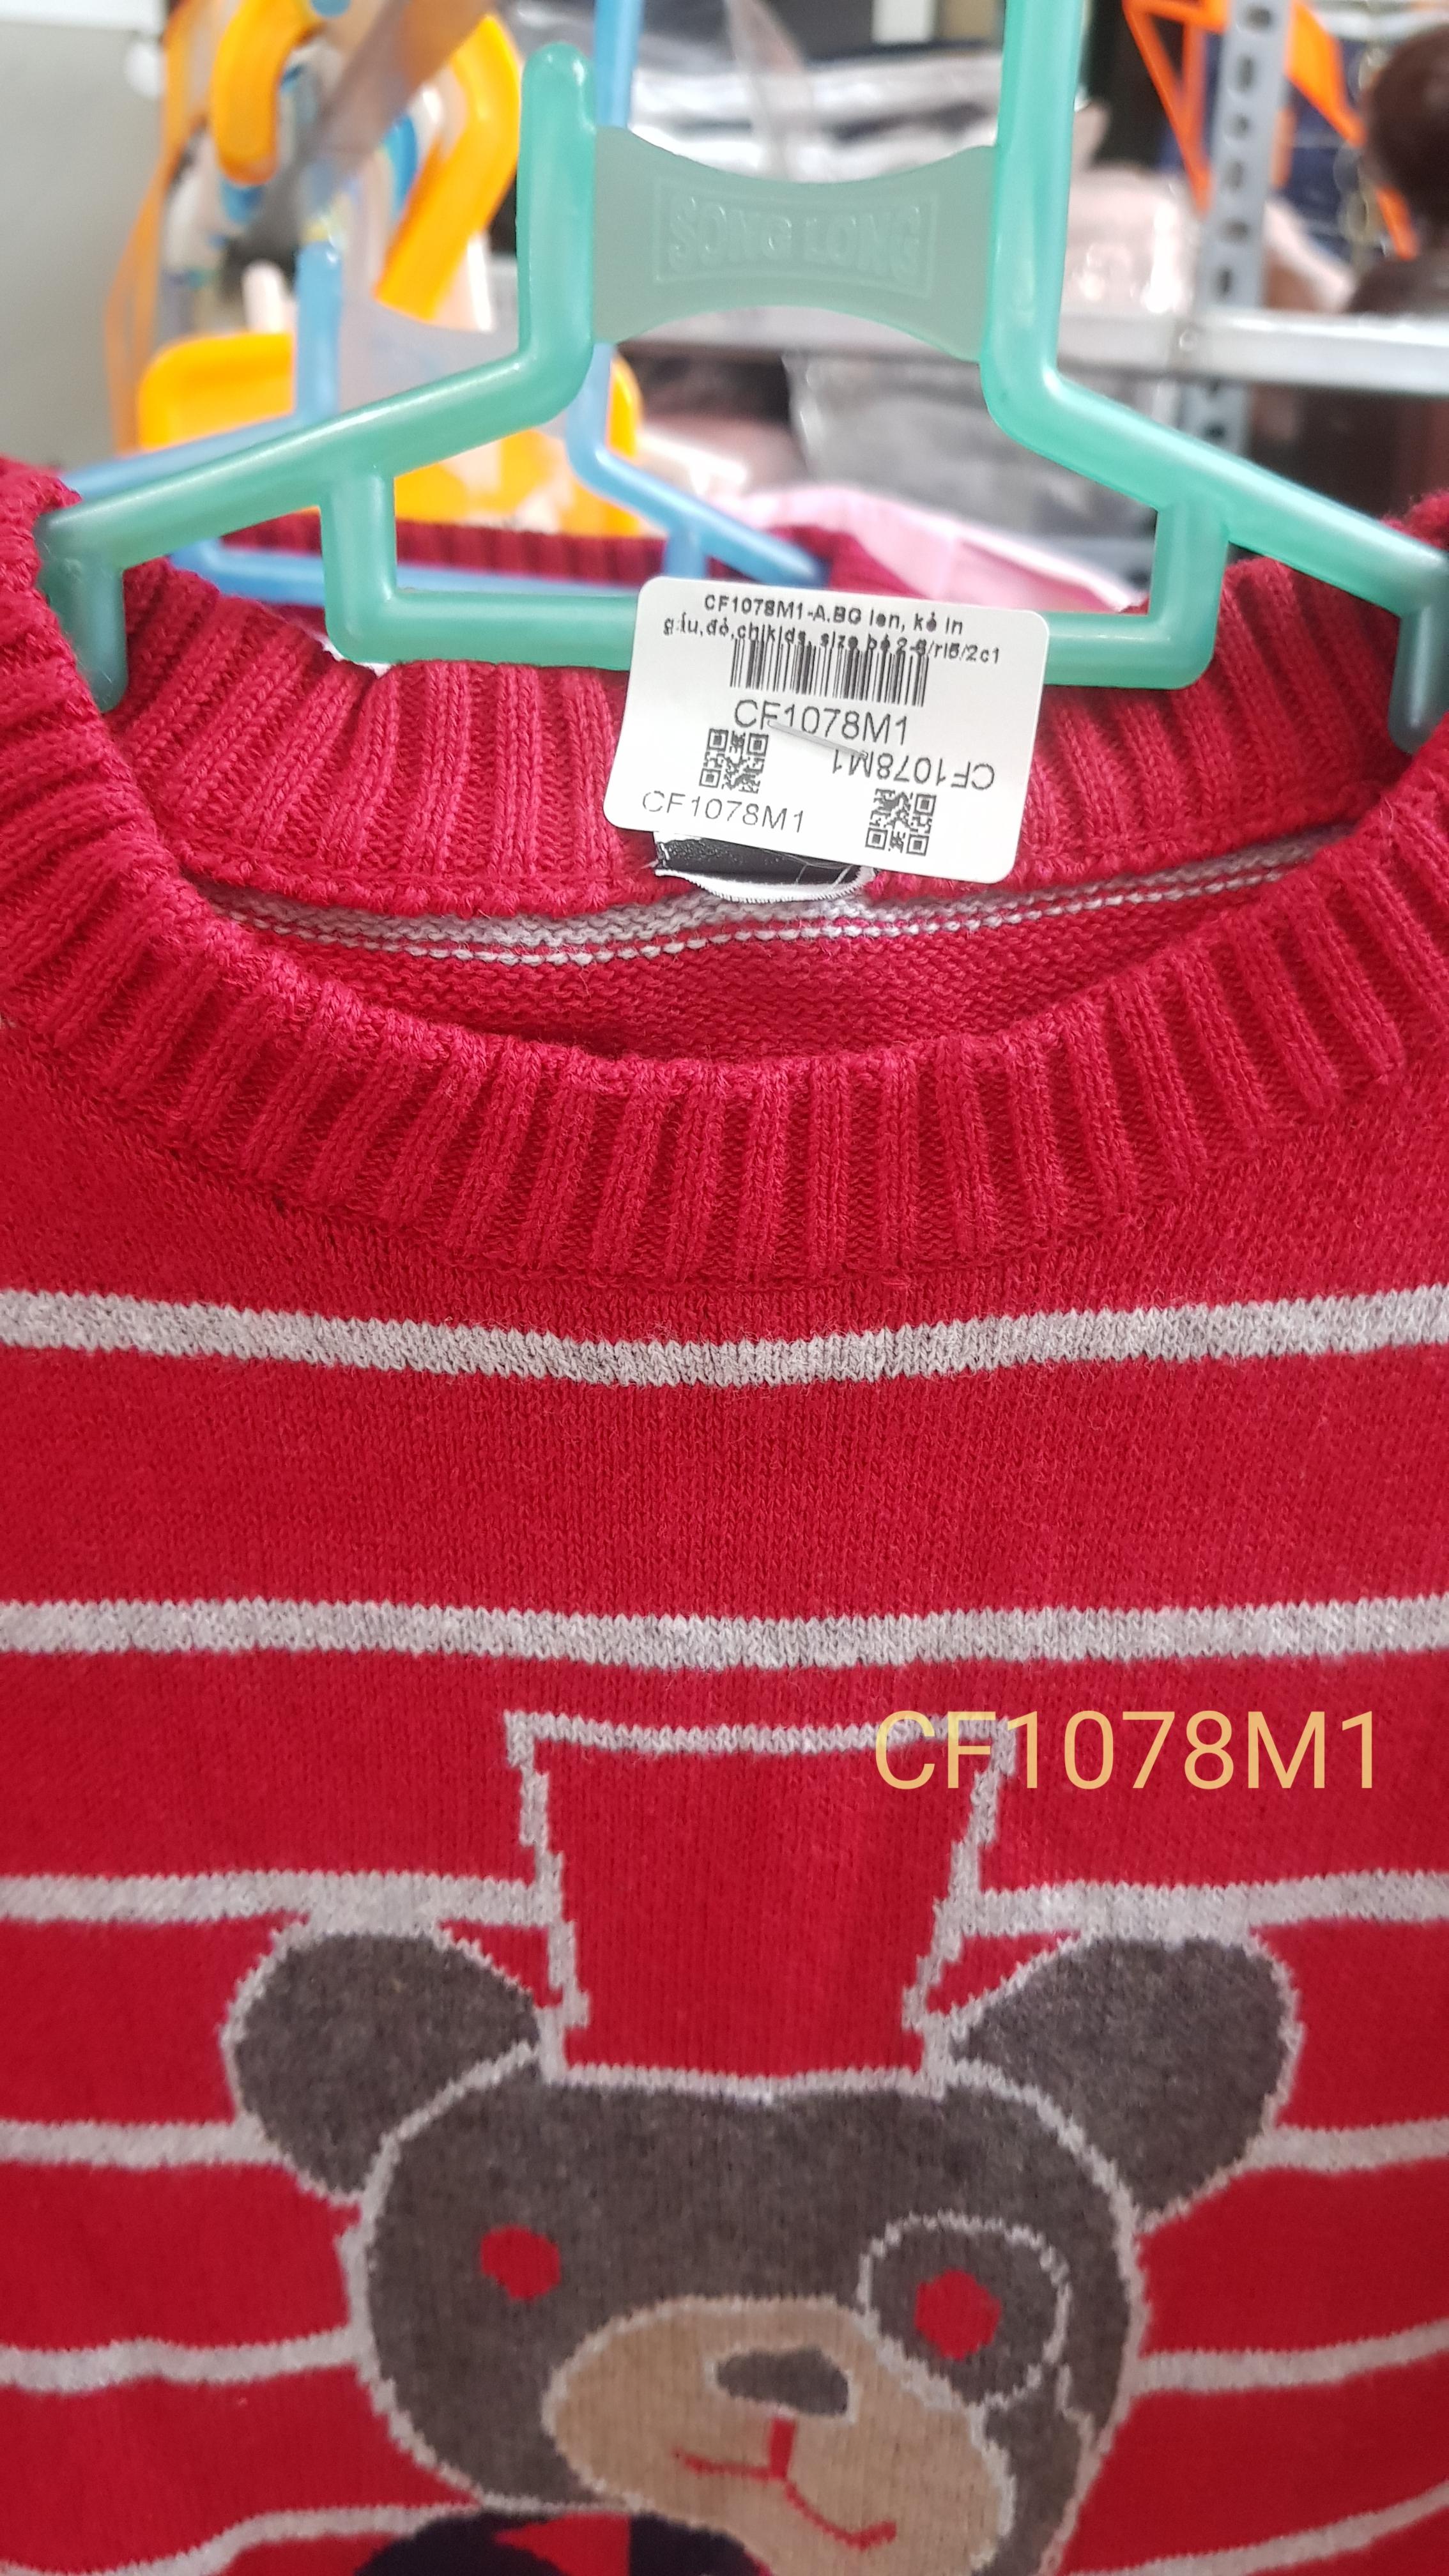 SONG LONG
CF1078M1-A.BG len, kẻ in
gấu,đỏ,chikids, size bé 2-6/ri5/2c1
CF1078M1
CF1078M1
CF1078M1
CF1078M1